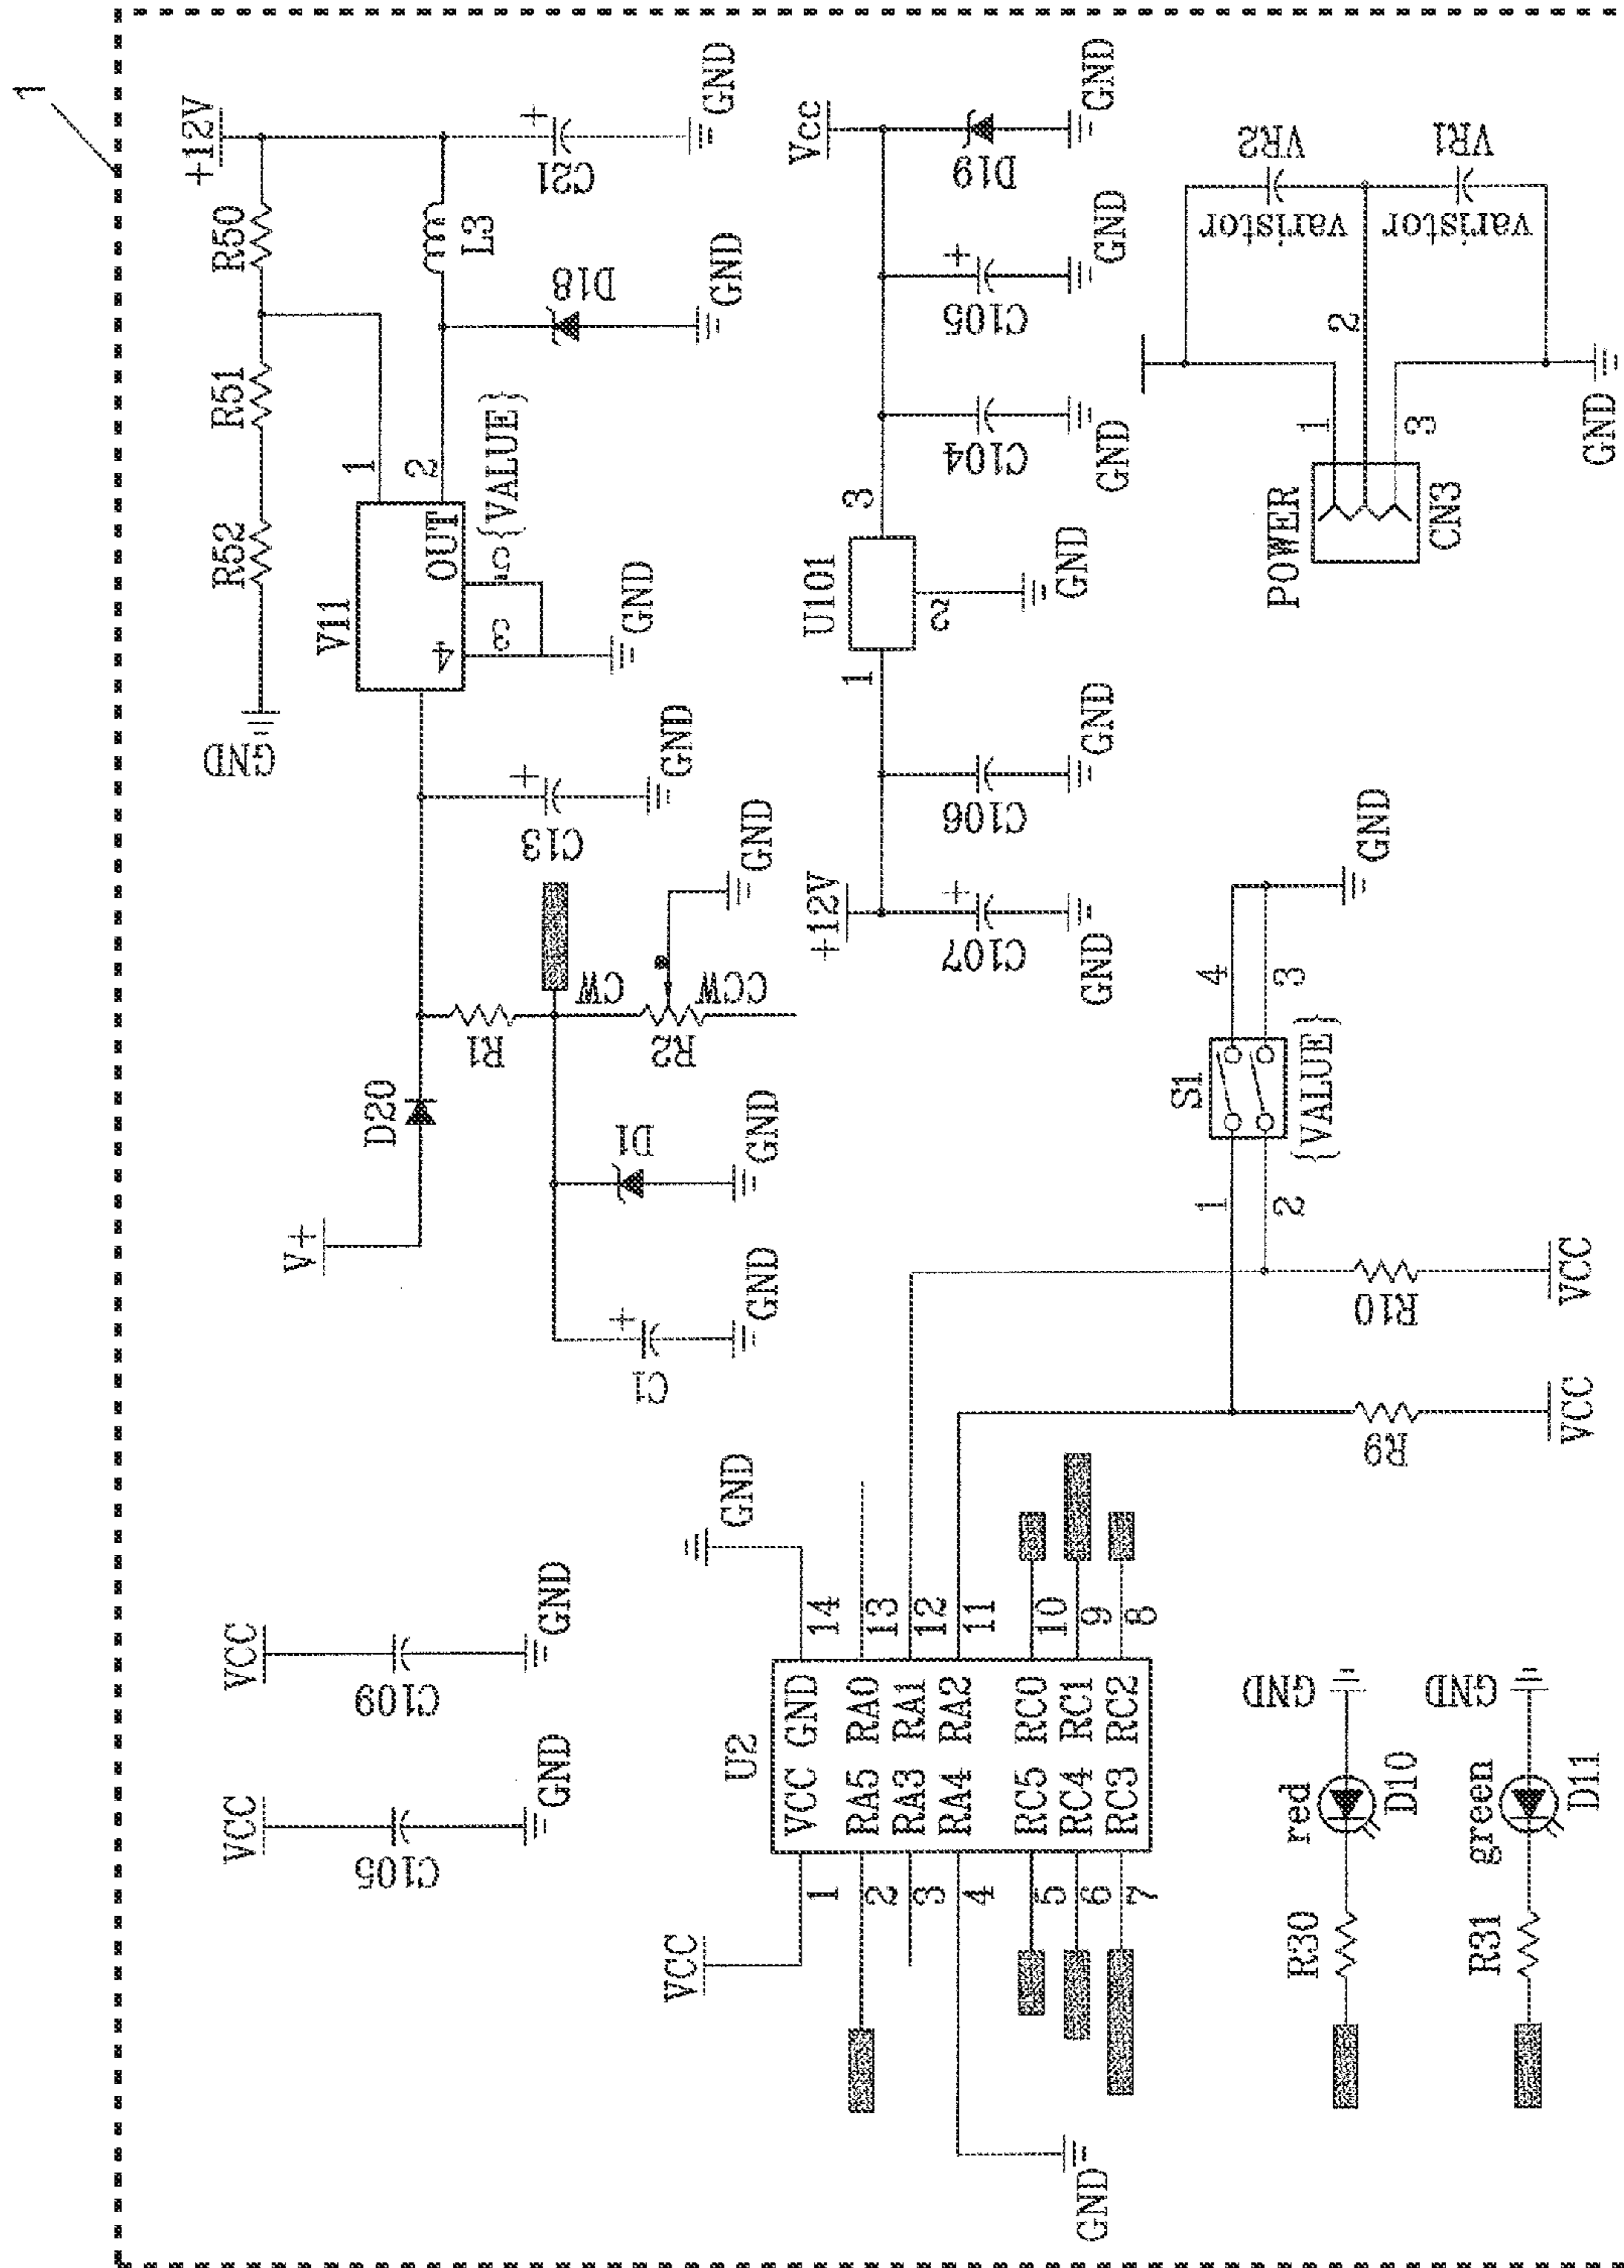 1
+12V
R50
R51
R52
GND
V11
1
2
OUT
4
3
5
{VALUE}
GND
L3
D18
GND
C21
+
GND
V+
D20
C13
+
GND
R1
CW
R2
CCW
GND
D1
GND
C1
+
GND
+12V
C107
+
GND
C106
GND
U101
1
2
3
GND
C104
GND
C105
+
GND
Vcc
D19
GND
POWER
CN3
1
2
3
GND
VR2
varistor
VR1
varistor
S1
{VALUE}
1
2
3
4
GND
R9
VCC
R10
VCC
VCC
C105
GND
VCC
C109
GND
U2
VCC GND
RA5 RA0
RA3 RA1
RA4 RA2
RC5 RC0
RC4 RC1
RC3 RC2
1
2
3
4
5
6
7
14
13
12
11
10
9
8
VCC
GND
GND
R30
red
D10
GND
R31
green
D11
GND